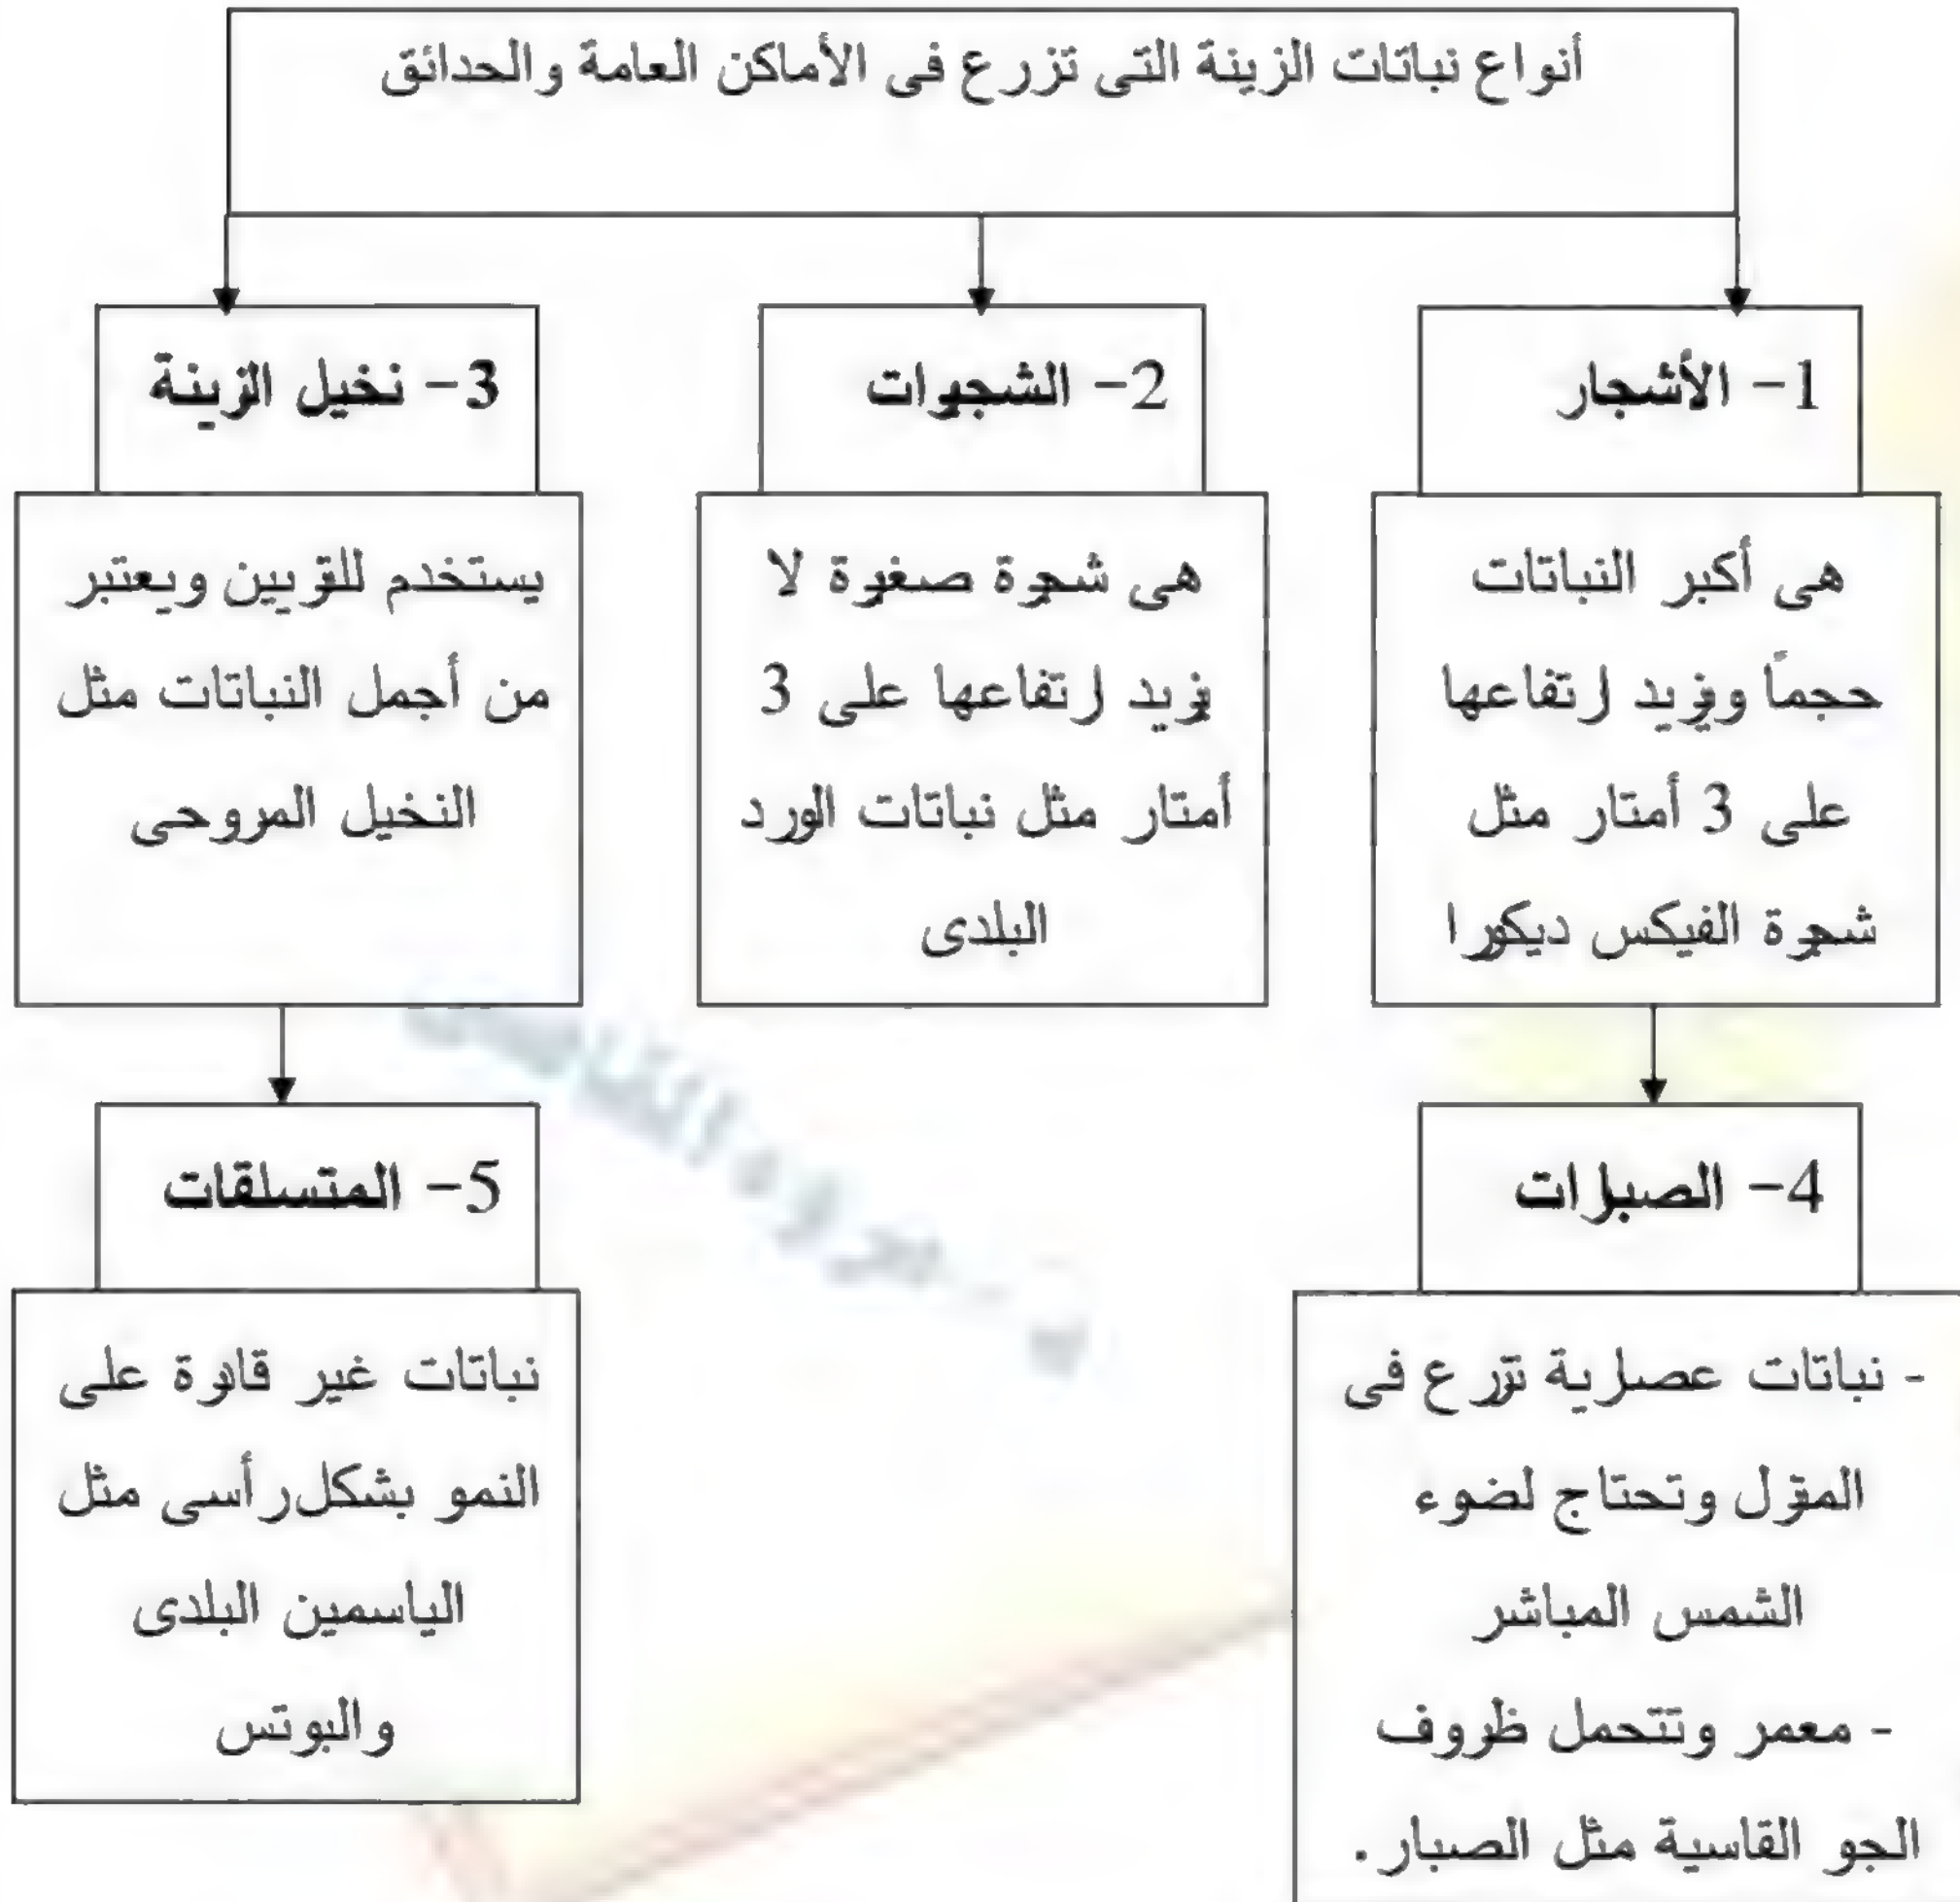 أنواع نباتات الزينة التى تزرع فى الأماكن العامة والحدائق
1- الأشجار
هى أكبر النباتات
حجماً ويزيد ارتفاعها
على 3 أمتار مثل
شجرة الفيكس ديكورا
2- الشجيرات
هى شجرة صغيرة لا
يزيد ارتفاعها على 3
أمتار مثل نباتات الورد
البلدى
3- نخيل الزينة
يستخدم للتزيين ويعتبر
من أجمل النباتات مثل
النخيل المروحى
4- الصبارات
- نباتات عصارية تزرع فى
المنزل وتحتاج لضوء
الشمس المباشر
- معمر وتتحمل ظروف
الجو القاسية مثل الصبار.
5- المتسلقات
نباتات غير قادرة على
النمو بشكل رأسى مثل
الياسمين البلدى
والبوتس